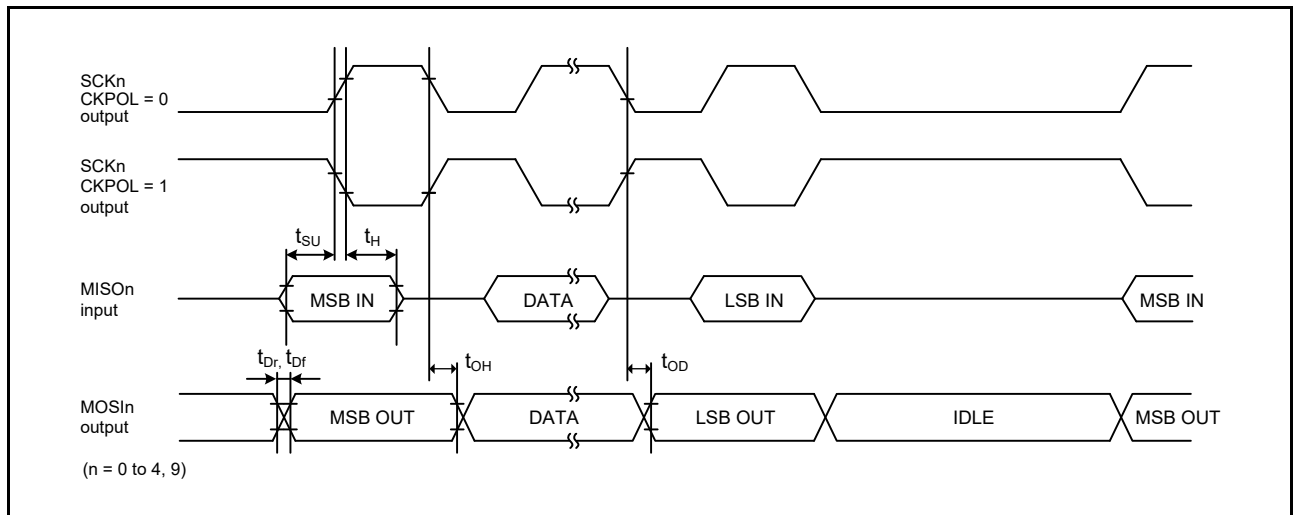 SCKn
CKPOL = 0
output
SCKn
CKPOL = 1
output
tSU
tH
MISOn
input
MSB IN
DATA
LSB IN
MSB IN
tDr, tDf
tOH
tOD
MOSIn
output
MSB OUT
DATA
LSB OUT
IDLE
MSB OUT
(n = 0 to 4, 9)